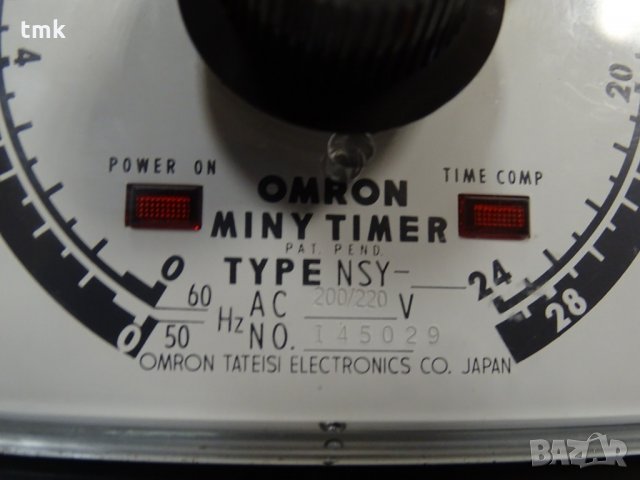 tmk
4
20
POWER ON
TIME COMP
OMRON
MINY TIMER
PAT. PEND.
TYPE NSY-
0
24
60
Hz AC 200/220 V
0
50
28
NO. 145029
OMRON TATEISI ELECTRONICS CO. JAPAN
BAZAR